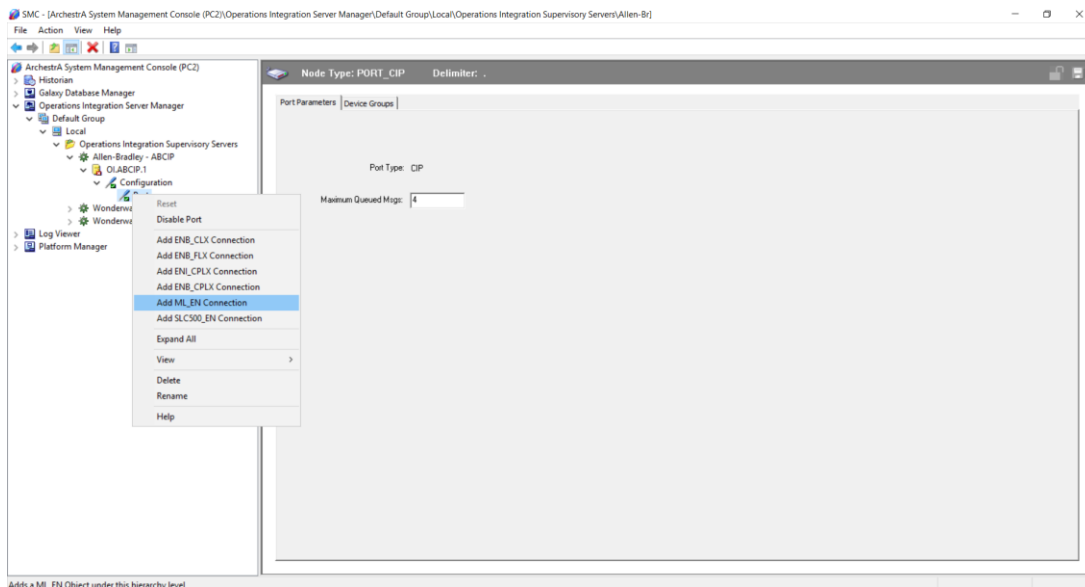 SMC - [ArchestrA System Management Console (PC2)\Operations Integration Server Manager\Default Group\Local\Operations Integration Supervisory Servers\Allen-Br]
File Action View Help
ArchestrA System Management Console (PC2)
Historian
Galaxy Database Manager
Operations Integration Server Manager
Default Group
Local
Operations Integration Supervisory Servers
Allen-Bradley - ABCIP
OI.ABCIP.1
Configuration
Wonderwa
Wonderwa
Log Viewer
Platform Manager
Reset
Disable Port
Add ENB_CLX Connection
Add ENB_FLX Connection
Add ENI_CPLX Connection
Add ENB_CPLX Connection
Add ML_EN Connection
Add SLC500_EN Connection
Expand All
View
Delete
Rename
Help
Node Type: PORT_CIP Delimiter: .
Port Parameters Device Groups
Port Type: CIP
Maximum Queued Msgs: 4
Adds a ML_EN Object under this hierarchy level